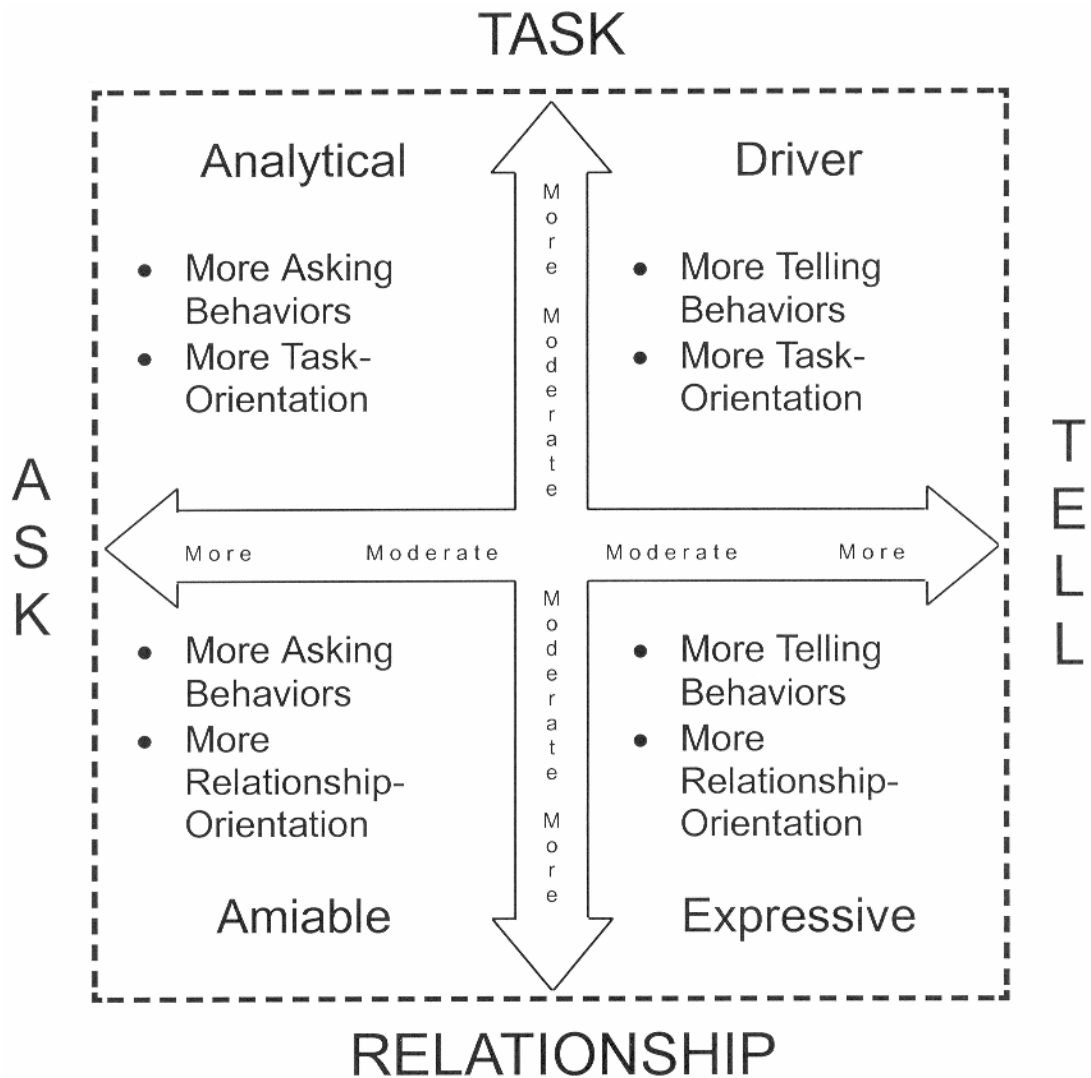 TASK
Analytical
• More Asking
Behaviors
• More Task-
Orientation
Driver
• More Telling
Behaviors
• More Task-
Orientation
ASK
TELL
More Moderate
More Moderate Moderate More
Moderate More
• More Asking
Behaviors
• More
Relationship-
Orientation
Amiable
• More Telling
Behaviors
• More
Relationship-
Orientation
Expressive
RELATIONSHIP